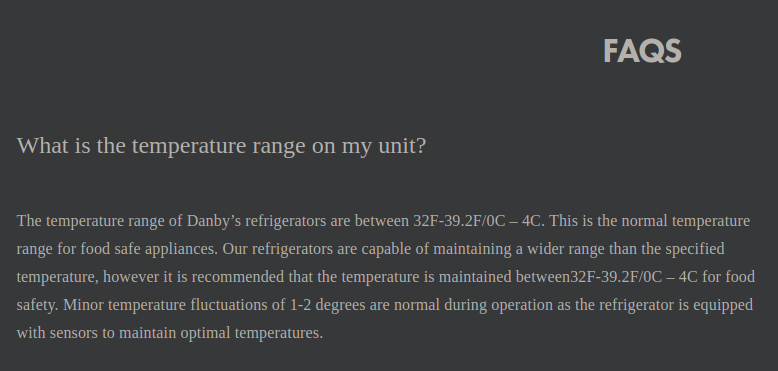 FAQS
What is the temperature range on my unit?
The temperature range of Danby’s refrigerators are between 32F-39.2F/0C – 4C. This is the normal temperature
range for food safe appliances. Our refrigerators are capable of maintaining a wider range than the specified
temperature, however it is recommended that the temperature is maintained between32F-39.2F/0C – 4C for food
safety. Minor temperature fluctuations of 1-2 degrees are normal during operation as the refrigerator is equipped
with sensors to maintain optimal temperatures.